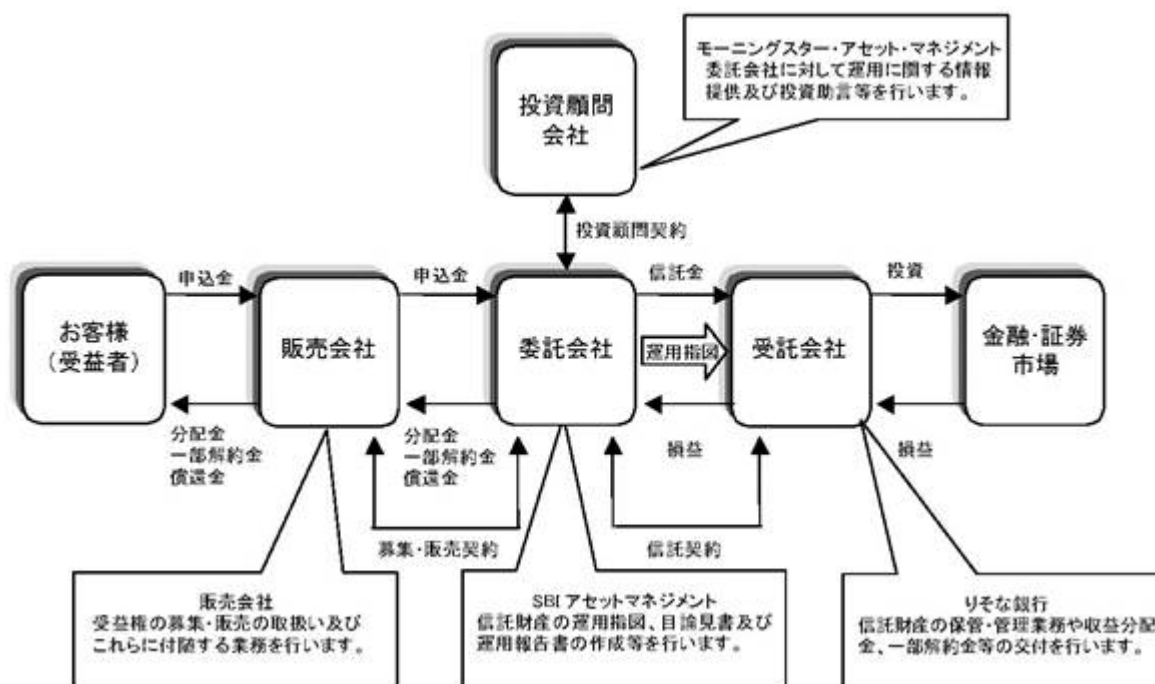 モーニングスター・アセット・マネジメント
委託会社に対して運用に関する情報
提供及び投資助言等を行います。
投資顧問
会社
投資顧問契約
申込金
申込金
信託金
投資
お客様
(受益者)
販売会社
委託会社
運用指図
受託会社
金融・証券
市場
分配金
一部解約金
償還金
分配金
一部解約金
償還金
損益
損益
募集・販売契約
信託契約
販売会社
受益権の募集・販売の取扱い及び
これらに付随する業務を行います。
SBIアセットマネジメント
信託財産の運用指図、目論見書及び
運用報告書の作成等を行います。
りそな銀行
信託財産の保管・管理業務や収益分配
金、一部解約金等の交付を行います。